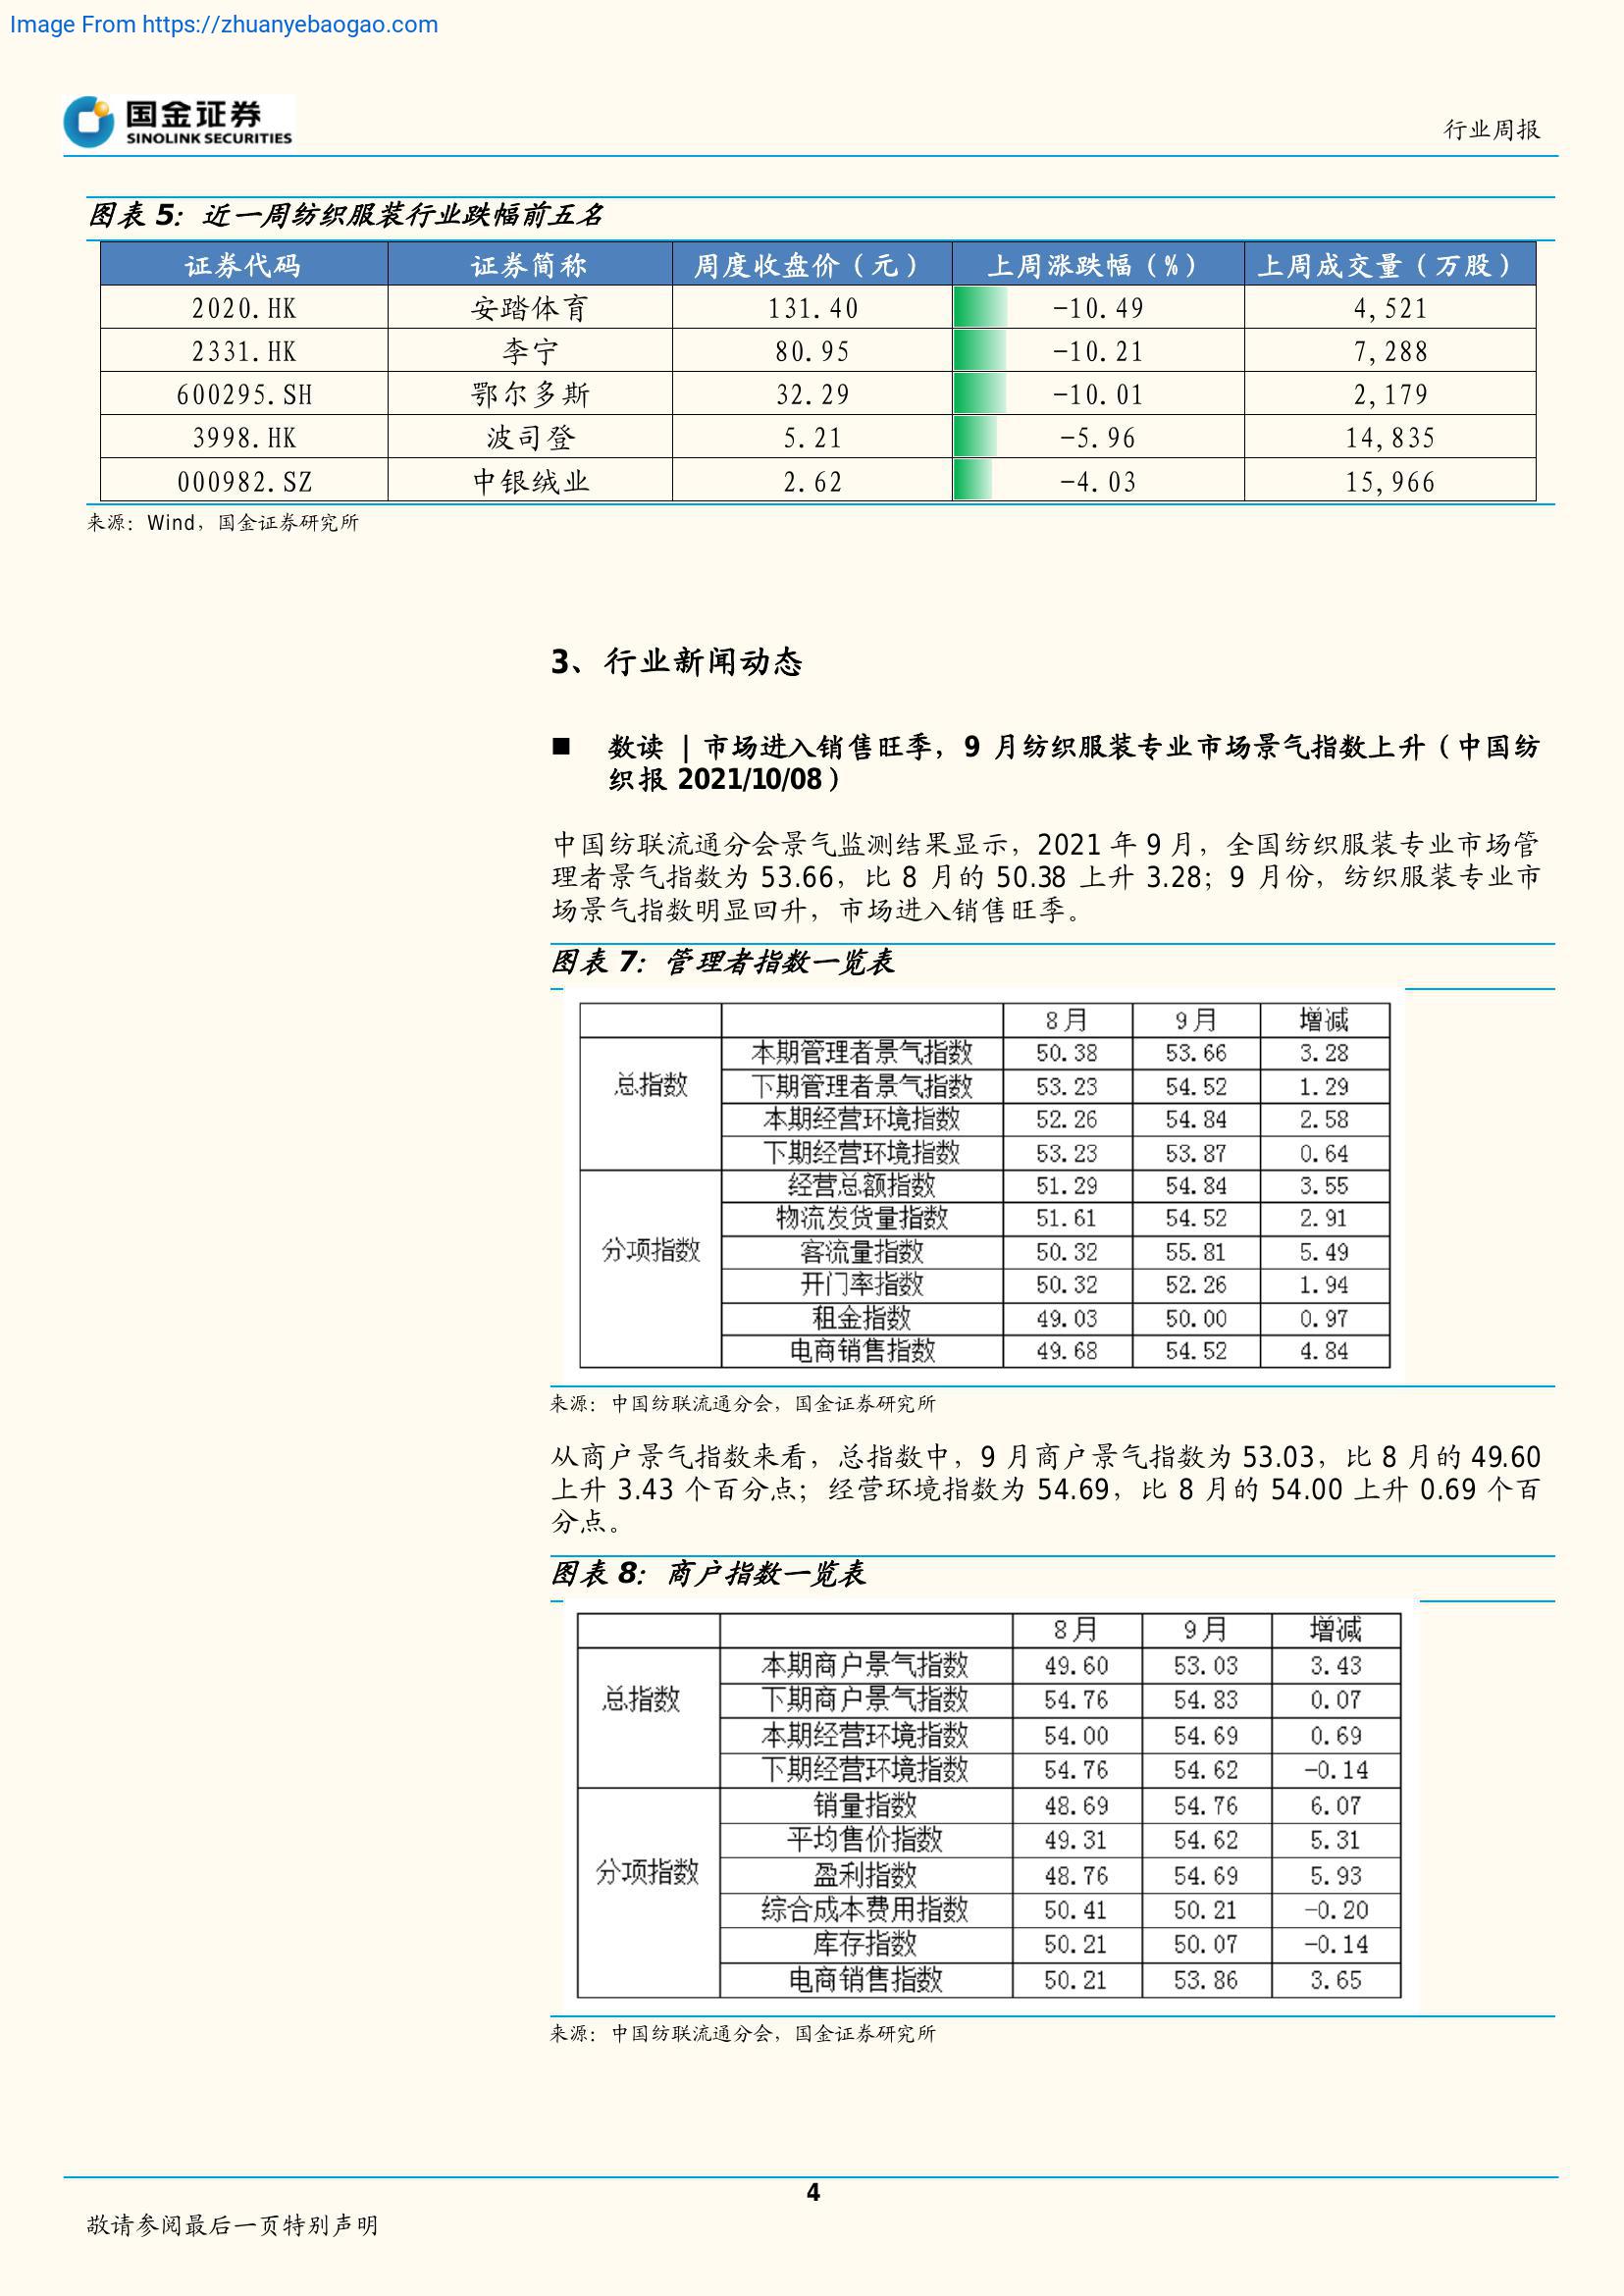 Image From https://zhuanyebaogao.com
国金证券
SINOLINK SECURITIES
行业周报
图表 5：近一周纺织服装行业跌幅前五名
证券代码 证券简称 周度收盘价（元） 上周涨跌幅（%） 上周成交量（万股）
2020.HK 安踏体育 131.40 -10.49 4,521
2331.HK 李宁 80.95 -10.21 7,288
600295.SH 鄂尔多斯 32.29 -10.01 2,179
3998.HK 波司登 5.21 -5.96 14,835
000982.SZ 中银绒业 2.62 -4.03 15,966
来源：Wind，国金证券研究所
3、行业新闻动态
■ 数读 | 市场进入销售旺季，9 月纺织服装专业市场景气指数上升（中国纺
织报 2021/10/08）
中国纺联流通分会景气监测结果显示，2021 年 9 月，全国纺织服装专业市场管
理者景气指数为 53.66，比 8 月的 50.38 上升 3.28；9 月份，纺织服装专业市
场景气指数明显回升，市场进入销售旺季。
图表 7：管理者指数一览表
8月 9月 增减
总指数 本期管理者景气指数 50.38 53.66 3.28
下期管理者景气指数 53.23 54.52 1.29
本期经营环境指数 52.26 54.84 2.58
下期经营环境指数 53.23 53.87 0.64
分项指数 经营总额指数 51.29 54.84 3.55
物流发货量指数 51.61 54.52 2.91
客流量指数 50.32 55.81 5.49
开门率指数 50.32 52.26 1.94
租金指数 49.03 50.00 0.97
电商销售指数 49.68 54.52 4.84
来源：中国纺联流通分会，国金证券研究所
从商户景气指数来看，总指数中，9 月商户景气指数为 53.03，比 8 月的 49.60
上升 3.43 个百分点；经营环境指数为 54.69，比 8 月的 54.00 上升 0.69 个百
分点。
图表 8：商户指数一览表
8月 9月 增减
总指数 本期商户景气指数 49.60 53.03 3.43
下期商户景气指数 54.76 54.83 0.07
本期经营环境指数 54.00 54.69 0.69
下期经营环境指数 54.76 54.62 -0.14
分项指数 销量指数 48.69 54.76 6.07
平均售价指数 49.31 54.62 5.31
盈利指数 48.76 54.69 5.93
综合成本费用指数 50.41 50.21 -0.20
库存指数 50.21 50.07 -0.14
电商销售指数 50.21 53.86 3.65
来源：中国纺联流通分会，国金证券研究所
4
敬请参阅最后一页特别声明